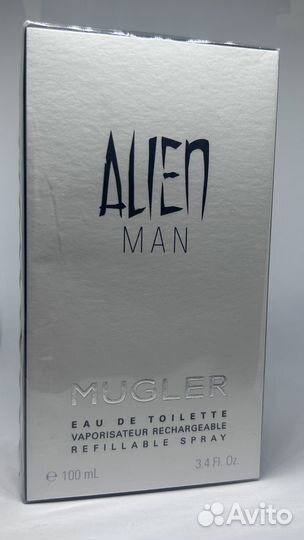 ALIEN
MAN
MUGLER
EAU DE TOILETTE
VAPORISATEUR RECHARGEABLE
REFILLABLE SPRAY
℮ 100 mL 3.4 Fl. Oz.
Avito